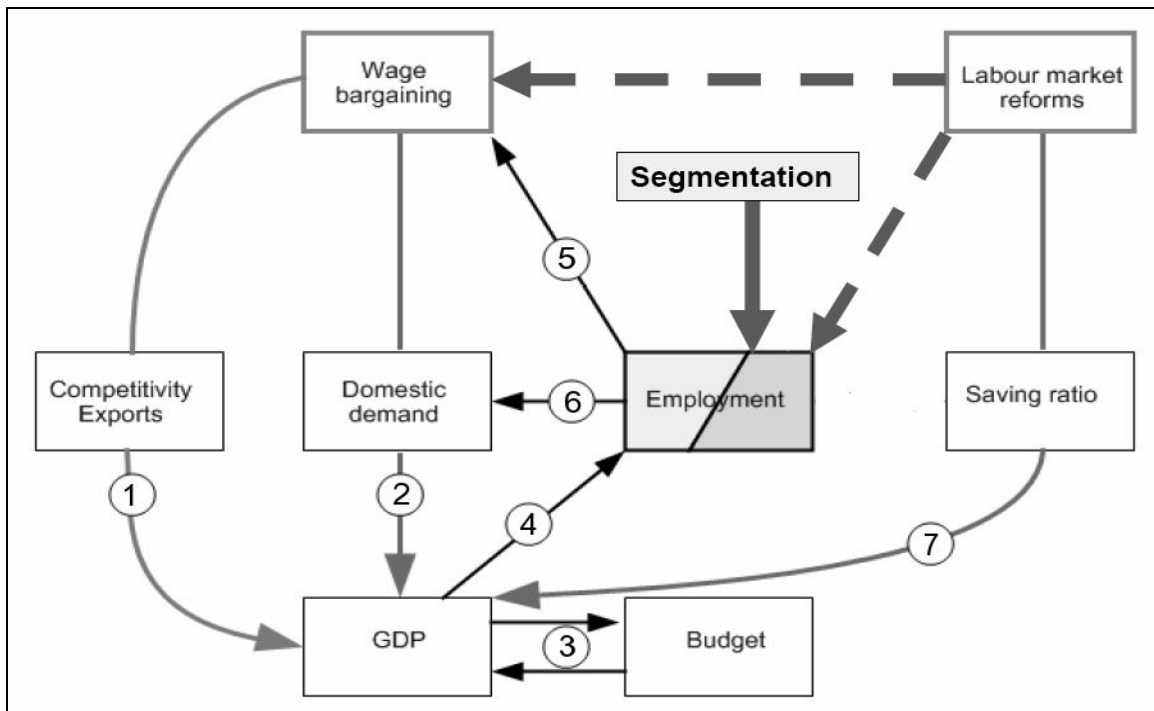 Wage
bargaining
Labour market
reforms
Segmentation
5
Competitivity
Exports
Domestic
demand
6
Employment
Saving ratio
1
2
4
7
GDP
3
Budget